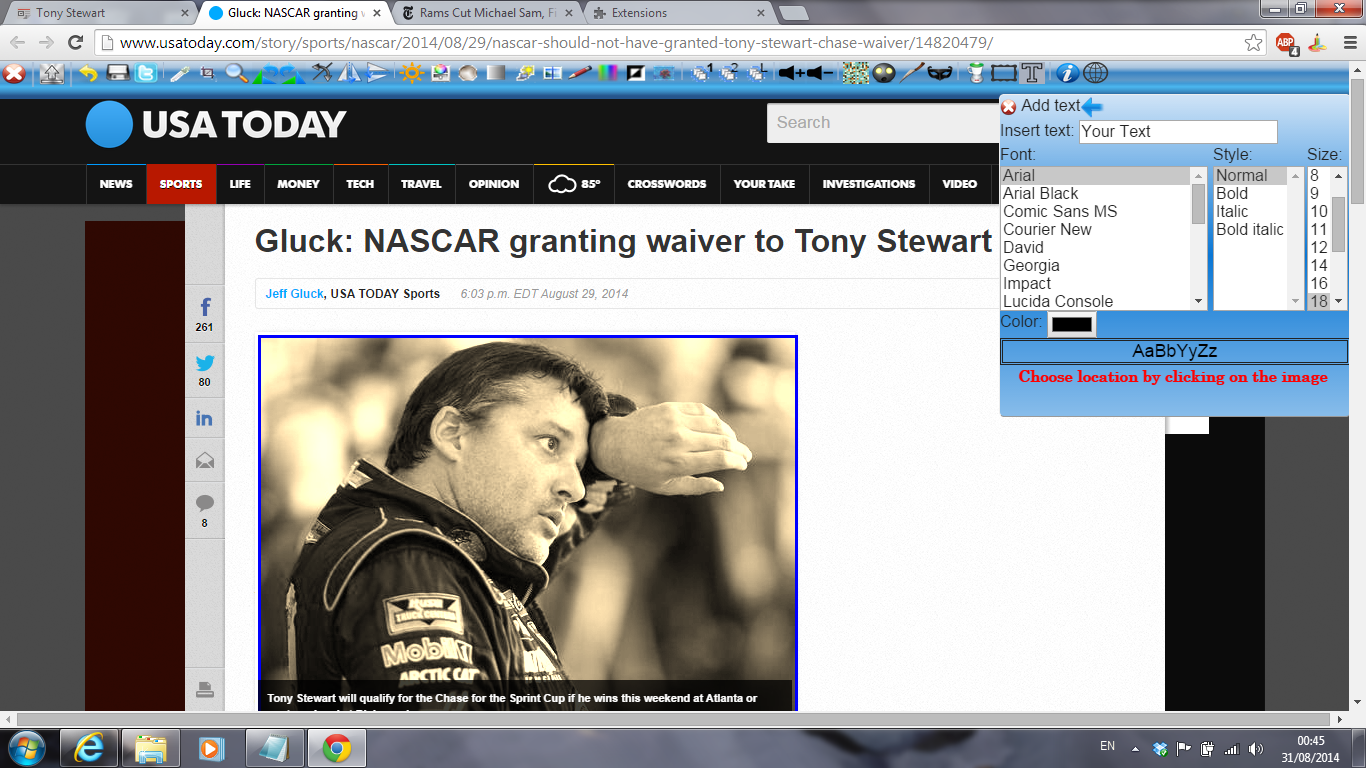 Tony Stewart
Gluck: NASCAR granting w
Rams Cut Michael Sam, Fi
Extensions
www.usatoday.com/story/sports/nascar/2014/08/29/nascar-should-not-have-granted-tony-stewart-chase-waiver/14820479/
ABP
4
1
2
L
T
USA TODAY
Search
NEWS
SPORTS
LIFE
MONEY
TECH
TRAVEL
OPINION
85°
CROSSWORDS
YOUR TAKE
INVESTIGATIONS
VIDEO
Add text
Insert text: Your Text
Font:
Style:
Size:
Arial
Arial Black
Comic Sans MS
Courier New
David
Georgia
Impact
Lucida Console
Normal
Bold
Italic
Bold italic
8
9
10
11
12
14
16
18
Color:
AaBbYyZz
Choose location by clicking on the image
Gluck: NASCAR granting waiver to Tony Stewart
Jeff Gluck, USA TODAY Sports 6:03 p.m. EDT August 29, 2014
261
80
in
8
TRUCK
Mobil 1
ARCTIC CAT
Tony Stewart will qualify for the Chase for the Sprint Cup if he wins this weekend at Atlanta or
EN
00:45
31/08/2014